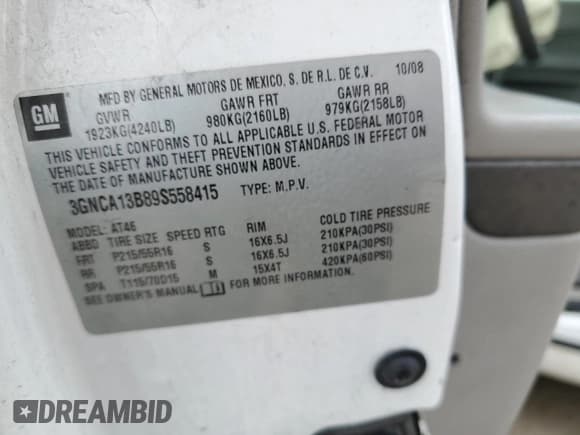 MFD BY GENERAL MOTORS DE MEXICO, S. DE R.L. DE C.V. 10/08
GM GVWR GAWR FRT GAWR RR
1923KG(4240LB) 980KG(2160LB) 979KG(2158LB)
THIS VEHICLE CONFORMS TO ALL APPLICABLE U.S. FEDERAL MOTOR
VEHICLE SAFETY AND THEFT PREVENTION STANDARDS IN EFFECT ON
THE DATE OF MANUFACTURE SHOWN ABOVE.
3GNCA13B89S558415 TYPE: M.P.V.
MODEL: AT46
ABBD TIRE SIZE SPEED RTG RIM COLD TIRE PRESSURE
FRT P215/55R16 S 16X6.5J 210KPA(30PSI)
RR P215/55R16 S 16X6.5J 210KPA(30PSI)
SPA T115/70D15 M 15X4T 420KPA(60PSI)
SEE OWNER'S MANUAL FOR MORE INFORMATION.
DREAMBID